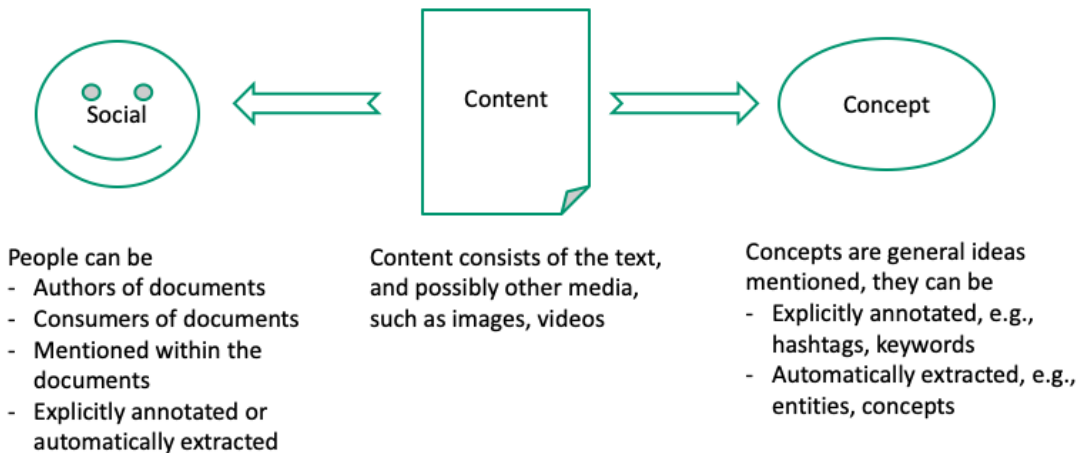 Social
Content
Concept
People can be
- Authors of documents
- Consumers of documents
- Mentioned within the
documents
- Explicitly annotated or
automatically extracted
Content consists of the text,
and possibly other media,
such as images, videos
Concepts are general ideas
mentioned, they can be
- Explicitly annotated, e.g.,
hashtags, keywords
- Automatically extracted, e.g.,
entities, concepts